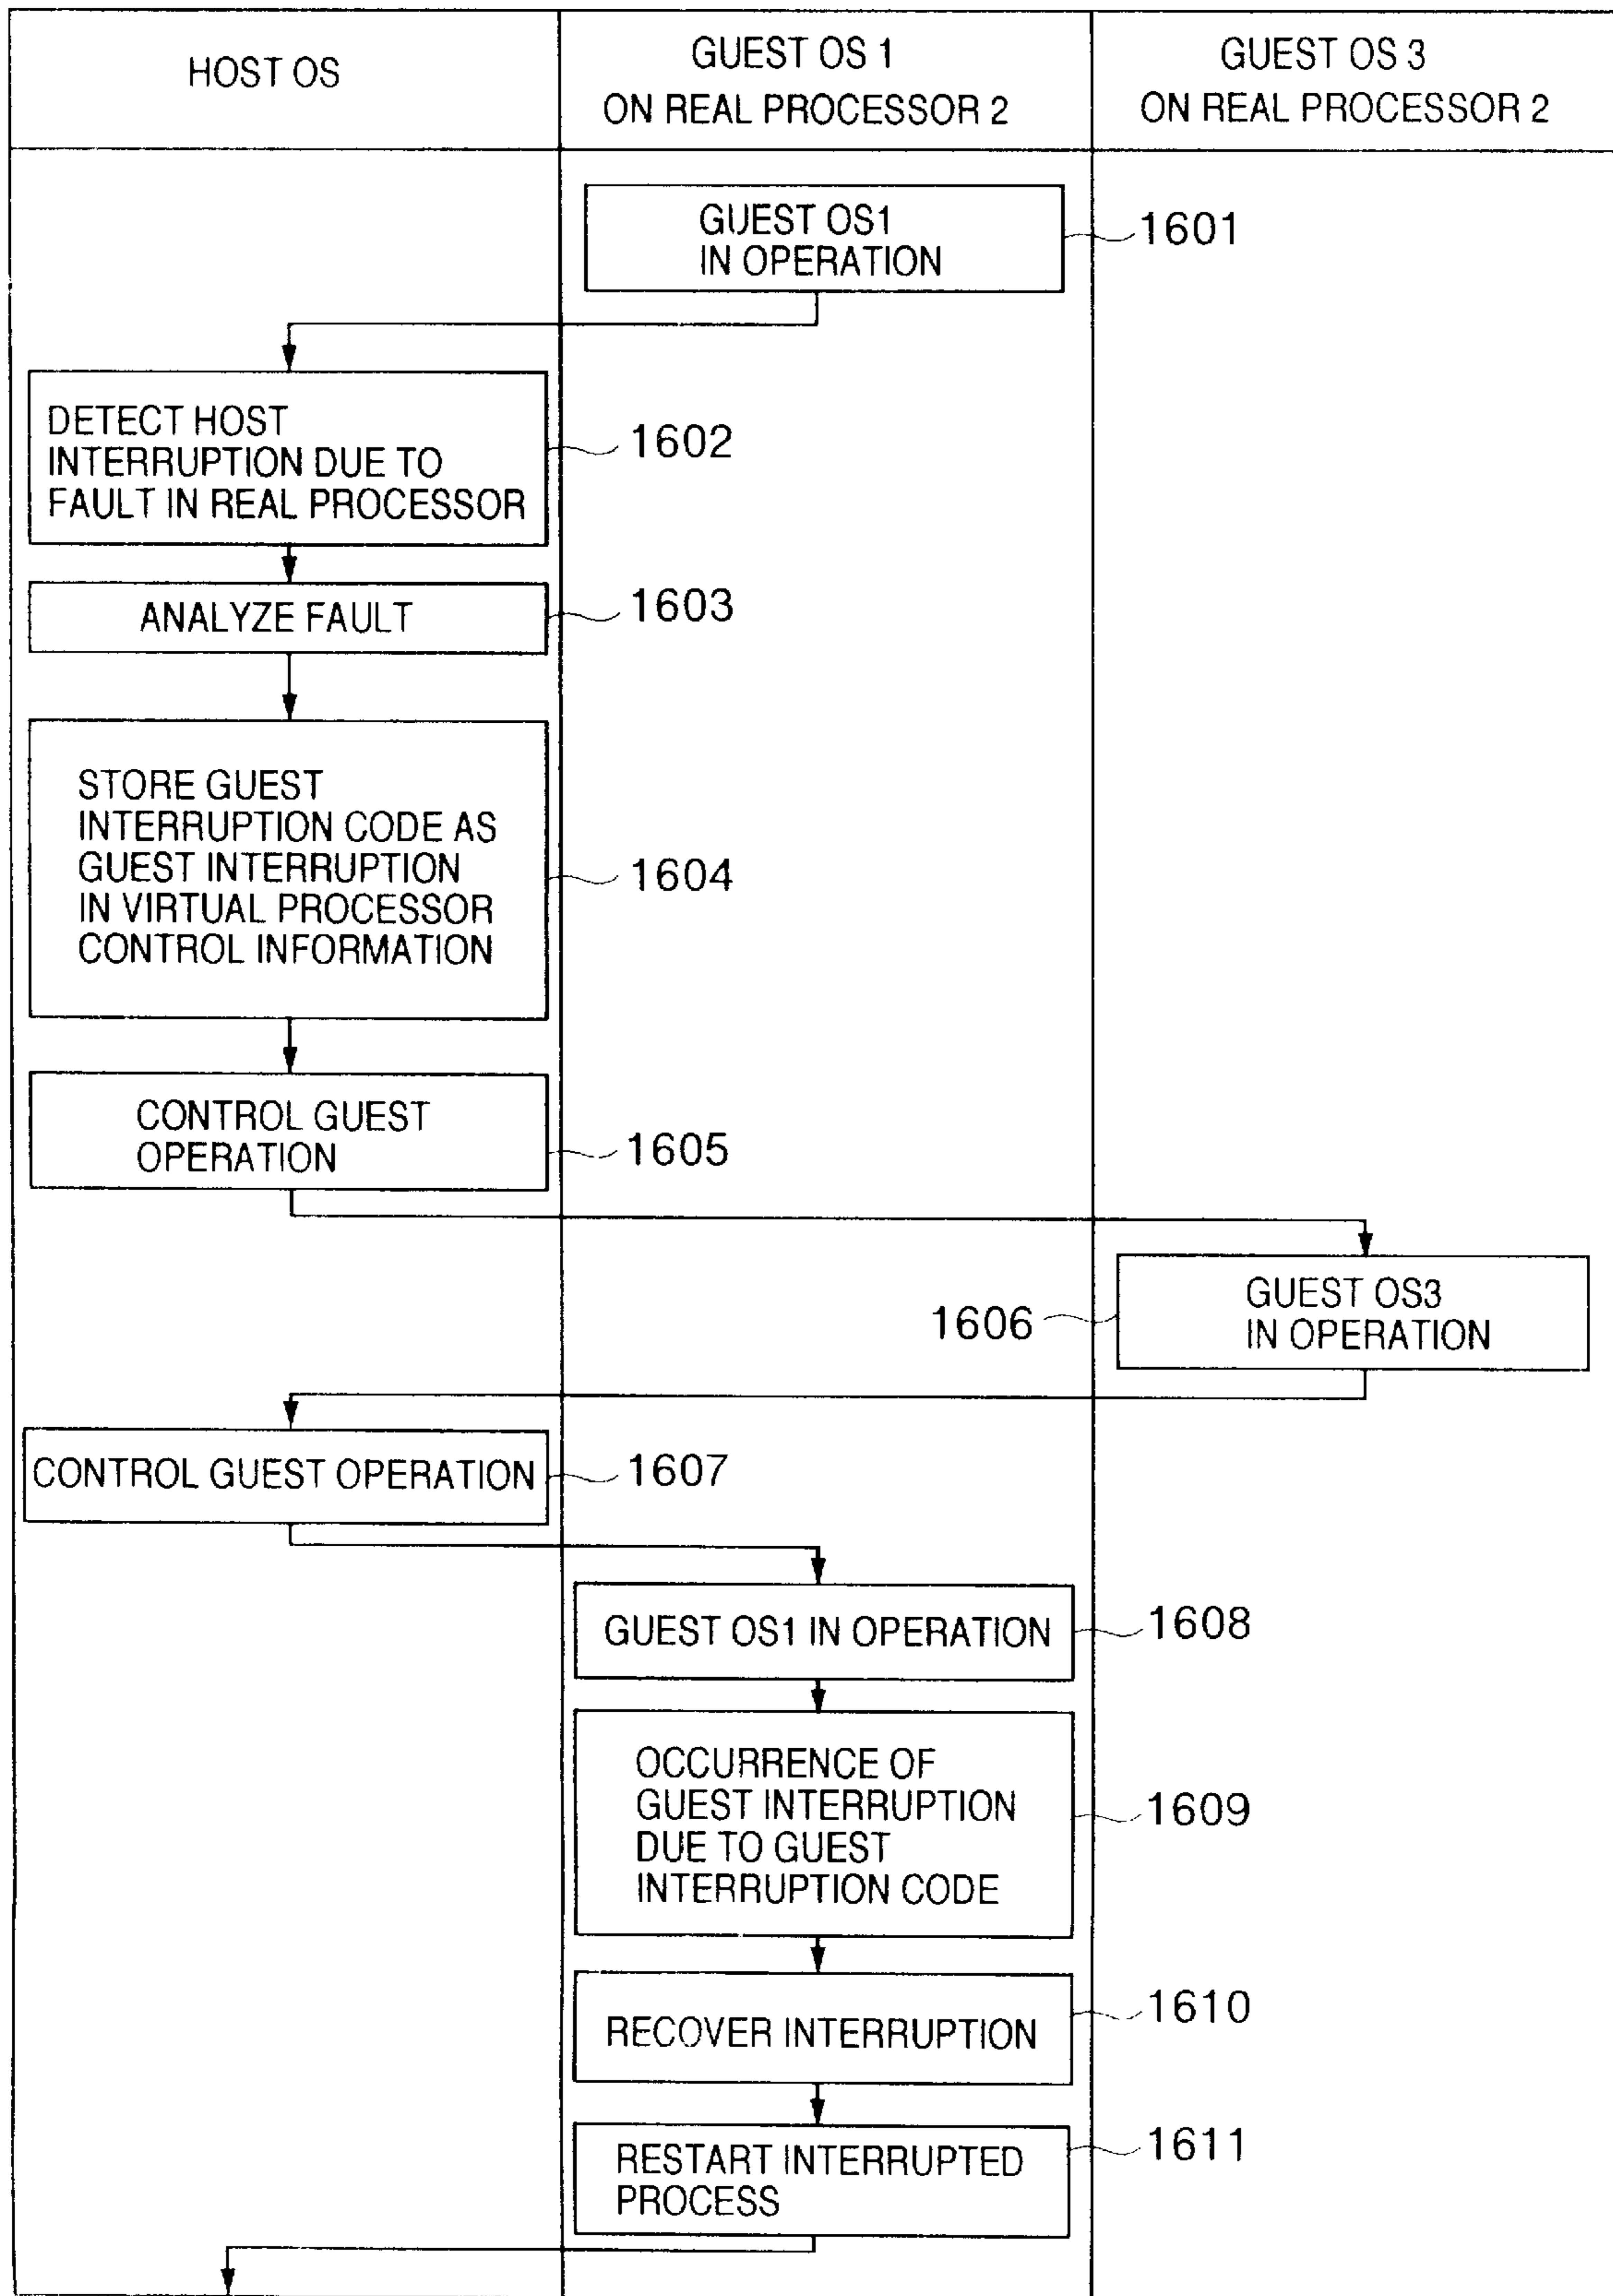 HOST OS
GUEST OS 1
ON REAL PROCESSOR 2
GUEST OS 3
ON REAL PROCESSOR 2
GUEST OS1
IN OPERATION
1601
DETECT HOST
INTERRUPTION DUE TO
FAULT IN REAL PROCESSOR
1602
ANALYZE FAULT
1603
STORE GUEST
INTERRUPTION CODE AS
GUEST INTERRUPTION
IN VIRTUAL PROCESSOR
CONTROL INFORMATION
1604
CONTROL GUEST
OPERATION
1605
1606
GUEST OS3
IN OPERATION
CONTROL GUEST OPERATION
1607
GUEST OS1 IN OPERATION
1608
OCCURRENCE OF
GUEST INTERRUPTION
DUE TO GUEST
INTERRUPTION CODE
1609
RECOVER INTERRUPTION
1610
RESTART INTERRUPTED
PROCESS
1611